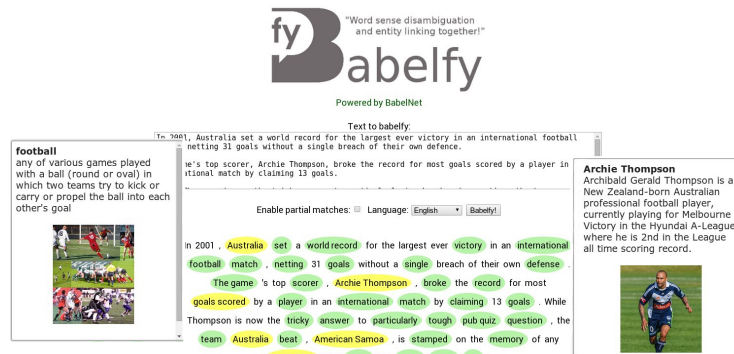 "Word sense disambiguation
and entity linking together!"
fy
Babelfy
Powered by BabelNet
Text to babelfy:
In 2001, Australia set a world record for the largest ever victory in an international football
netting 31 goals without a single breach of their own defence.
me's top scorer, Archie Thompson, broke the record for most goals scored by a player in
ational match by claiming 13 goals.
football
any of various games played
with a ball (round or oval) in
which two teams try to kick or
carry or propel the ball into each
other's goal
Enable partial matches: Language: English Babelfy!
In 2001 , Australia set a world record for the largest ever victory in an international
football match , netting 31 goals without a single breach of their own defense .
The game 's top scorer , Archie Thompson , broke the record for most
goals scored by a player in an international match by claiming 13 goals . While
Thompson is now the tricky answer to particularly tough pub quiz question , the
team Australia beat , American Samoa , is stamped on the memory of any
Archie Thompson
Archibald Gerald Thompson is a
New Zealand-born Australian
professional football player,
currently playing for Melbourne
Victory in the Hyundai A-League
where he is 2nd in the League
all time scoring record.